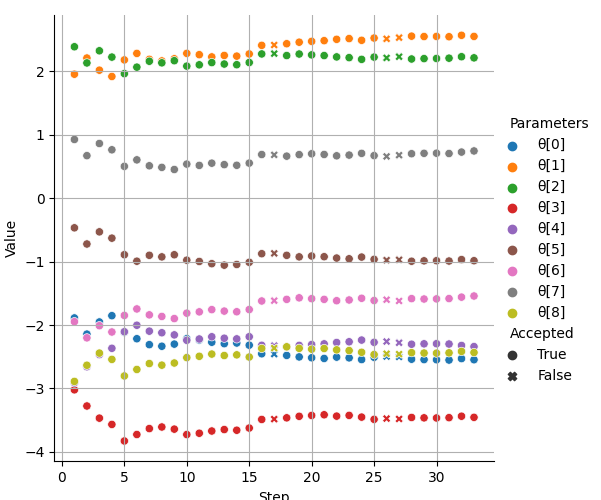 2
1
0
−1
−2
−3
−4
Value
0
5
10
15
20
25
30
Step
Parameters
θ[0]
θ[1]
θ[2]
θ[3]
θ[4]
θ[5]
θ[6]
θ[7]
θ[8]
Accepted
True
False